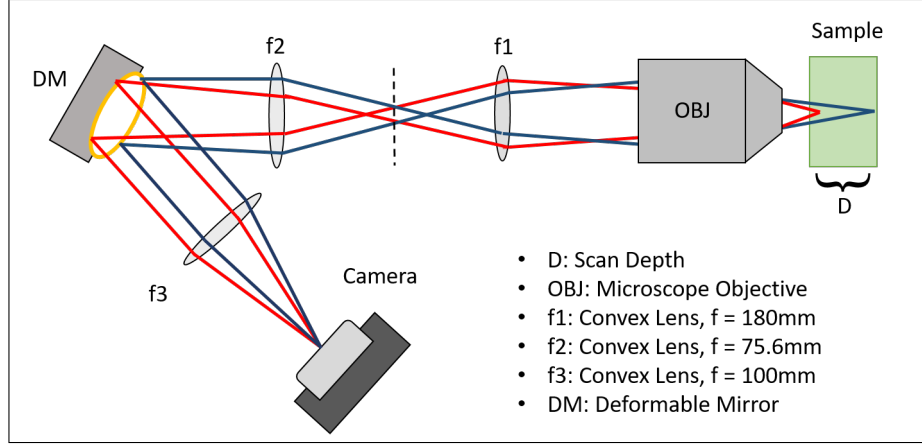 Sample
f2
f1
DM
OBJ
D
f3
Camera
• D: Scan Depth
• OBJ: Microscope Objective
• f1: Convex Lens, f = 180mm
• f2: Convex Lens, f = 75.6mm
• f3: Convex Lens, f = 100mm
• DM: Deformable Mirror